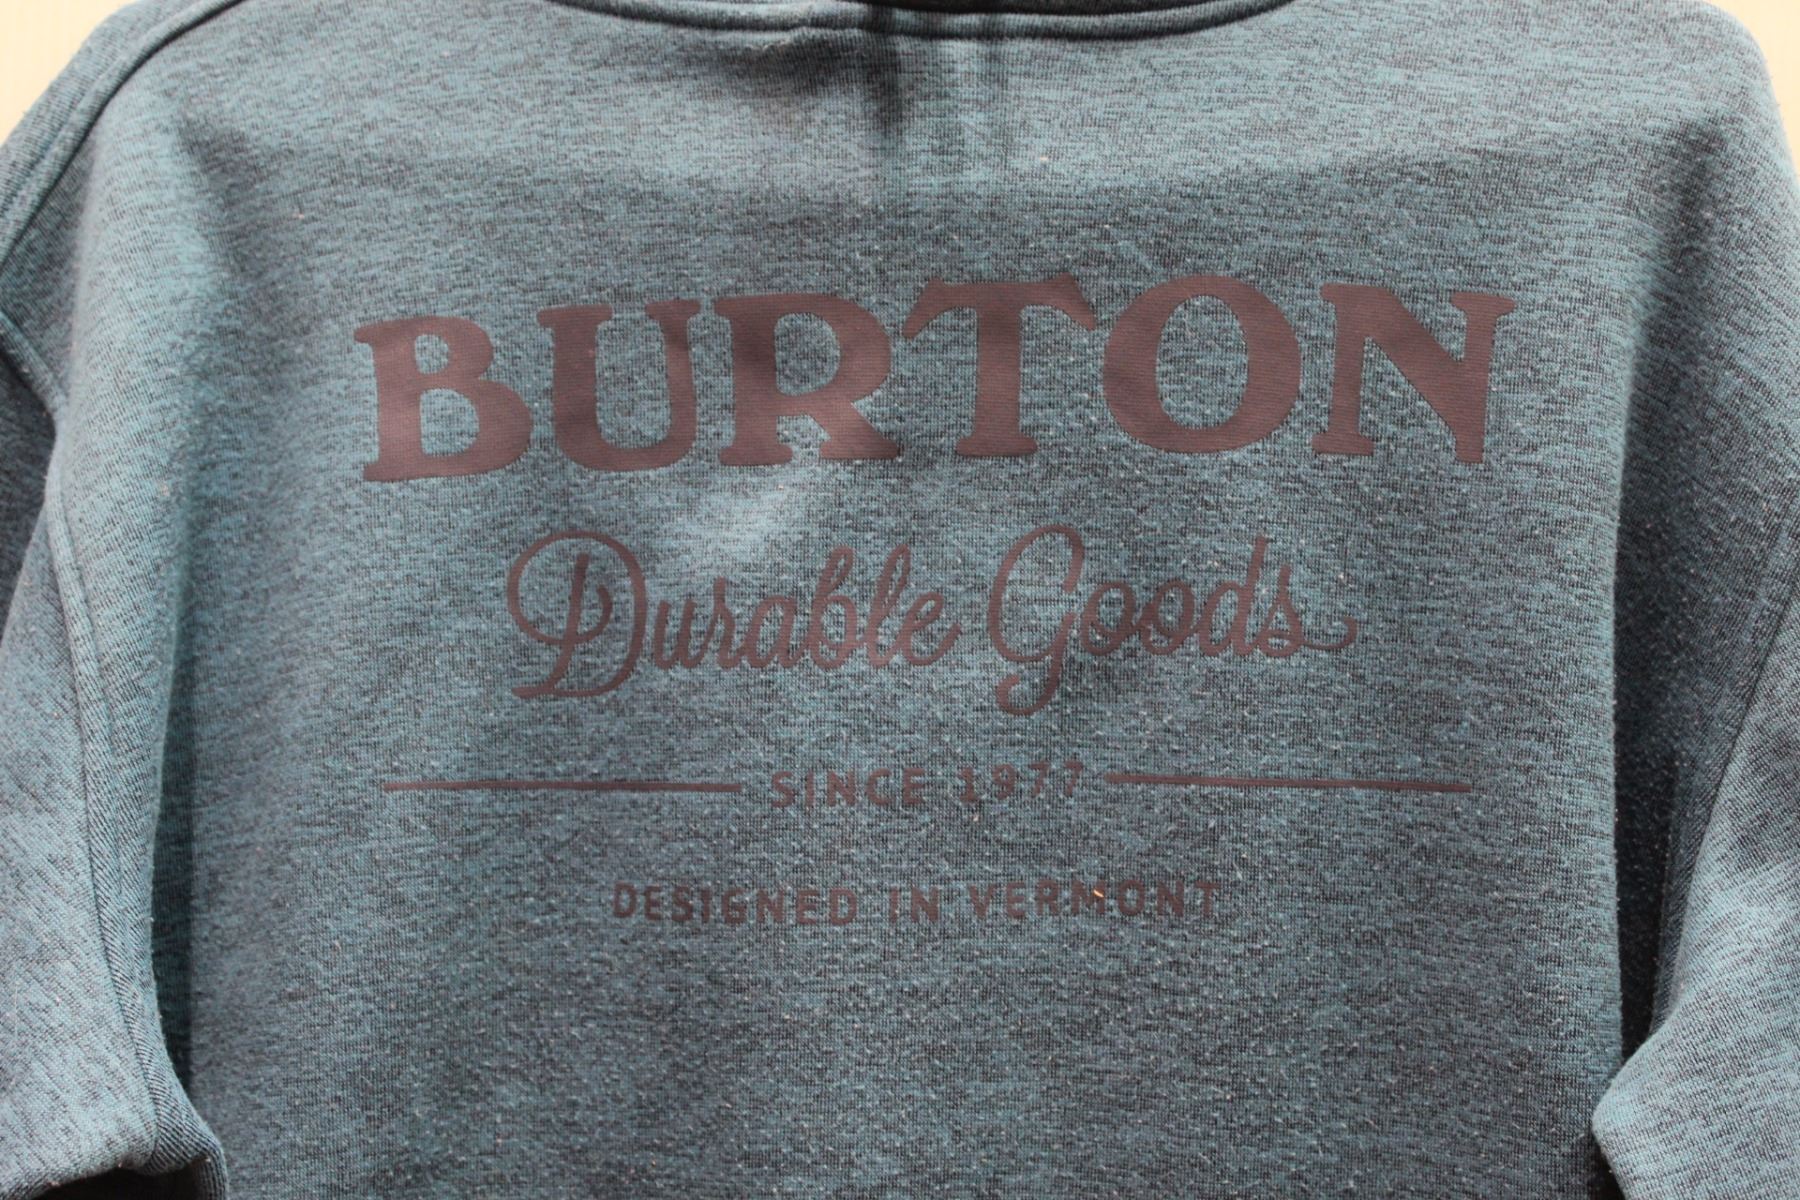 BURTON
Durable Goods
SINCE 1977
DESIGNED IN VERMONT